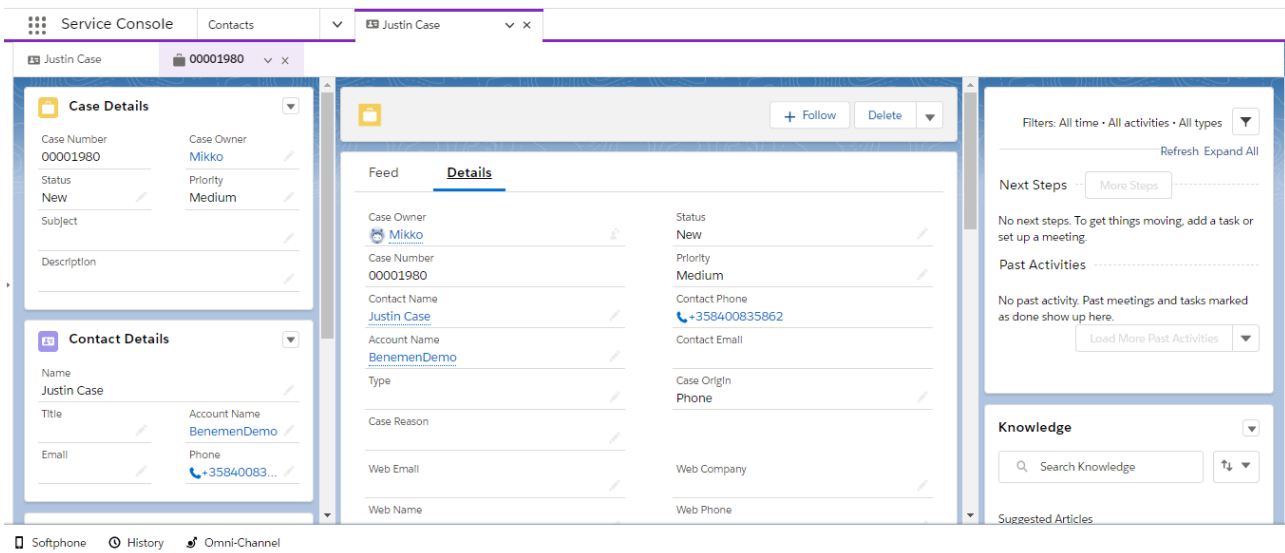 Service Console
Contacts
Justin Case
Justin Case
00001980
Case Details
Case Number
Case Owner
00001980
Mikko
Status
Priority
New
Medium
Subject
Description
Contact Details
Name
Justin Case
Title
Account Name
BenemenDemo
Email
Phone
+35840083...
+ Follow
Delete
Feed
Details
Case Owner
Status
Mikko
New
Case Number
Priority
00001980
Medium
Contact Name
Contact Phone
Justin Case
+358400835862
Account Name
Contact Email
BenemenDemo
Type
Case Origin
Phone
Case Reason
Web Email
Web Company
Web Name
Web Phone
Filters: All time • All activities • All types
Refresh Expand All
Next Steps
More Steps
No next steps. To get things moving, add a task or
set up a meeting.
Past Activities
No past activity. Past meetings and tasks marked
as done show up here.
Load More Past Activities
Knowledge
Search Knowledge
Suggested Articles
Softphone
History
Omni-Channel